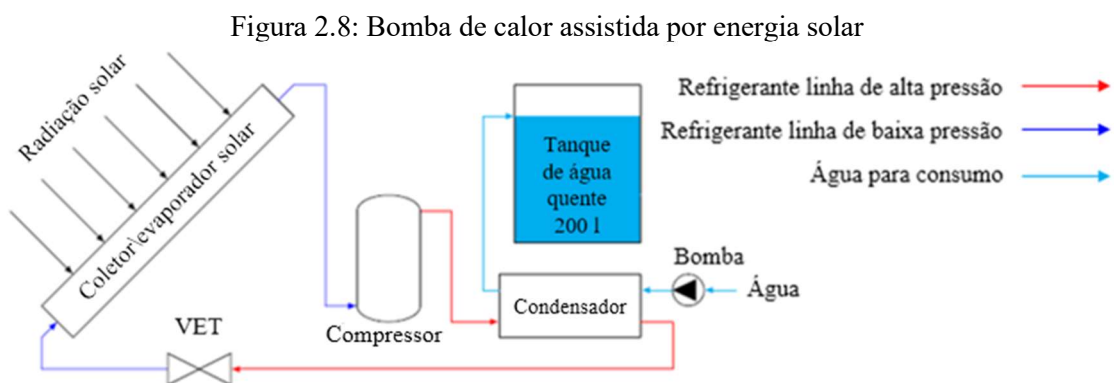 Figura 2.8: Bomba de calor assistida por energia solar
Radiação solar
Coletor\evaporador solar
VET
Compressor
Tanque
de água
quente
200 l
Condensador
Bomba
Água
Refrigerante linha de alta pressão
Refrigerante linha de baixa pressão
Água para consumo